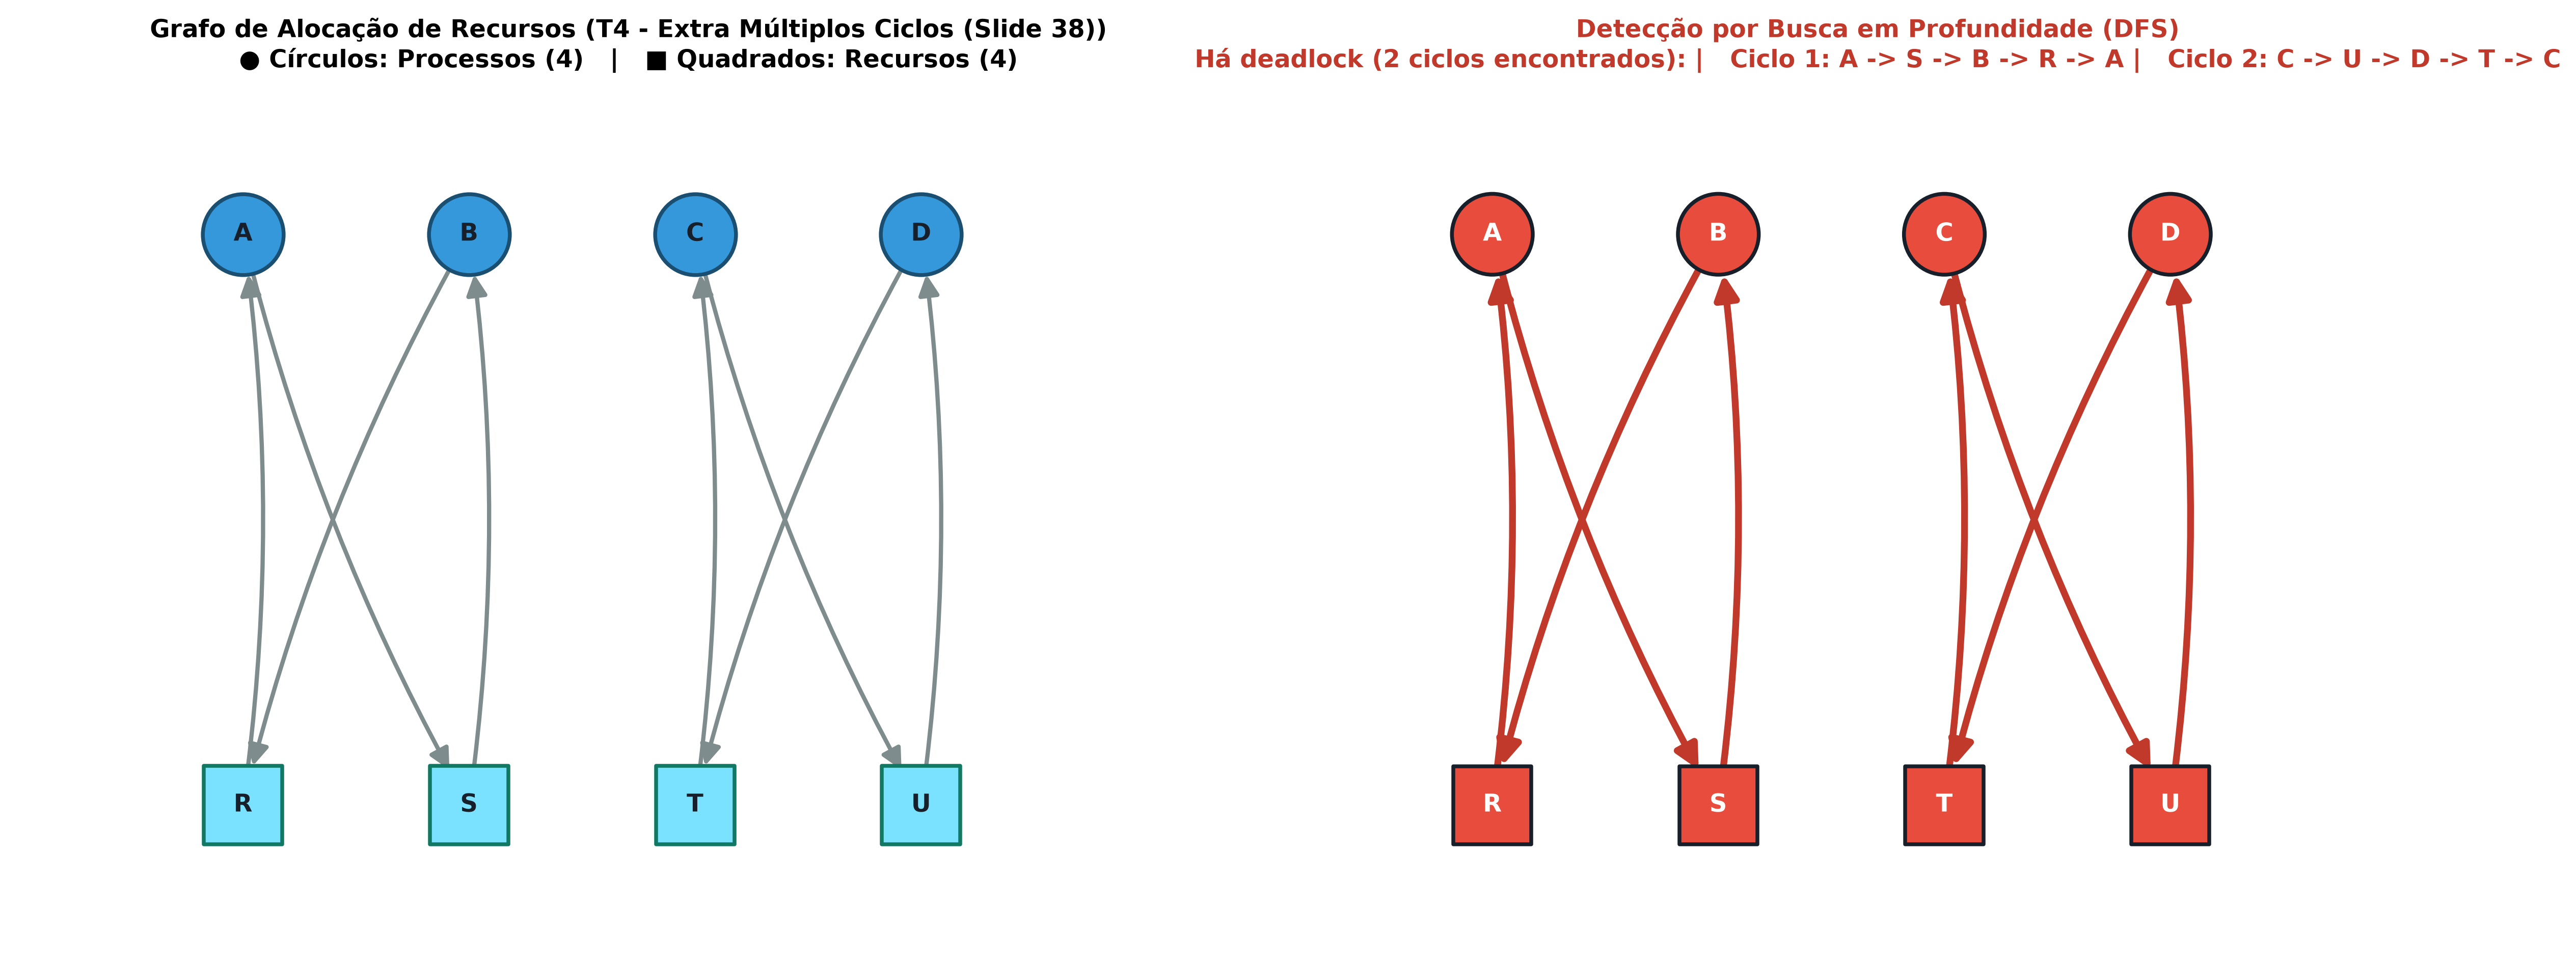 Grafo de Alocação de Recursos (T4 - Extra Múltiplos Ciclos (Slide 38))
● Círculos: Processos (4) | ■ Quadrados: Recursos (4)
A
B
C
D
R
S
T
U
Detecção por Busca em Profundidade (DFS)
Há deadlock (2 ciclos encontrados): | Ciclo 1: A -> S -> B -> R -> A | Ciclo 2: C -> U -> D -> T -> C
A
B
C
D
R
S
T
U